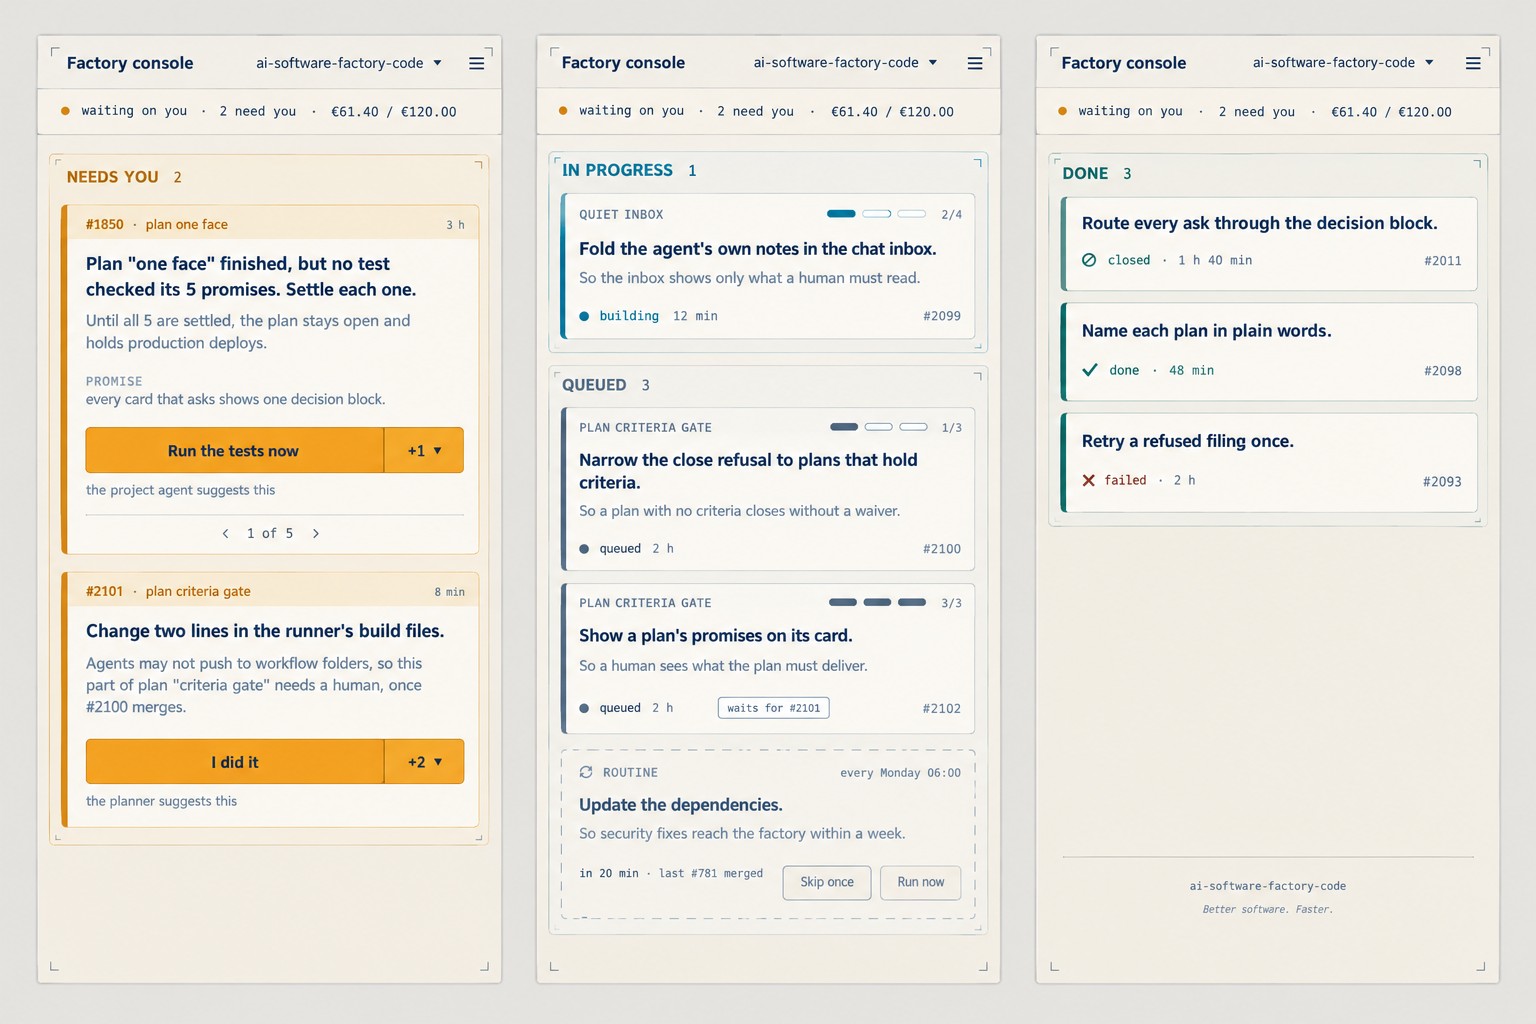 Factory console ai-software-factory-code
waiting on you · 2 need you · €61.40 / €120.00
NEEDS YOU 2
#1850 · plan one face 3 h
Plan "one face" finished, but no test
checked its 5 promises. Settle each one.
Until all 5 are settled, the plan stays open and
holds production deploys.
PROMISE
every card that asks shows one decision block.
Run the tests now +1
the project agent suggests this
1 of 5
#2101 · plan criteria gate 8 min
Change two lines in the runner's build files.
Agents may not push to workflow folders, so this
part of plan "criteria gate" needs a human, once
#2100 merges.
I did it +2
the planner suggests this
Factory console ai-software-factory-code
waiting on you · 2 need you · €61.40 / €120.00
IN PROGRESS 1
QUIET INBOX 2/4
Fold the agent's own notes in the chat inbox.
So the inbox shows only what a human must read.
building 12 min #2099
QUEUED 3
PLAN CRITERIA GATE 1/3
Narrow the close refusal to plans that hold
criteria.
So a plan with no criteria closes without a waiver.
queued 2 h #2100
PLAN CRITERIA GATE 3/3
Show a plan's promises on its card.
So a human sees what the plan must deliver.
queued 2 h waits for #2101 #2102
ROUTINE every Monday 06:00
Update the dependencies.
So security fixes reach the factory within a week.
in 20 min · last #781 merged Skip once Run now
Factory console ai-software-factory-code
waiting on you · 2 need you · €61.40 / €120.00
DONE 3
Route every ask through the decision block.
closed · 1 h 40 min #2011
Name each plan in plain words.
done · 48 min #2098
Retry a refused filing once.
failed · 2 h #2093
ai-software-factory-code
Better software. Faster.